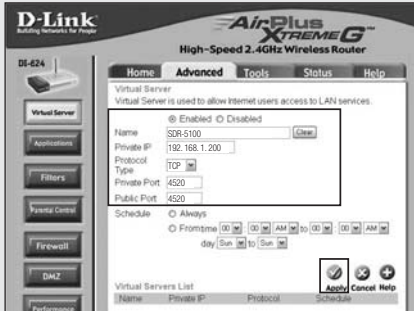 D-Link
Building Networks for People
AirPlus
XTREME G™
High-Speed 2.4GHz Wireless Router
DI-624
Home Advanced Tools Status Help
Virtual Server
Virtual Server is used to allow Internet users access to LAN services.
Enabled Disabled
Name SDR-5100 Clear
Private IP 192. 168. 1. 200
Protocol Type TCP
Private Port 4520
Public Port 4520
Schedule Always
From time 00 : 00 AM to 00 : 00 AM
day Sun to Sun
Apply Cancel Help
Virtual Servers List
Name Private IP Protocol Schedule
Virtual Server
Applications
Filters
Parental Control
Firewall
DMZ
Performance